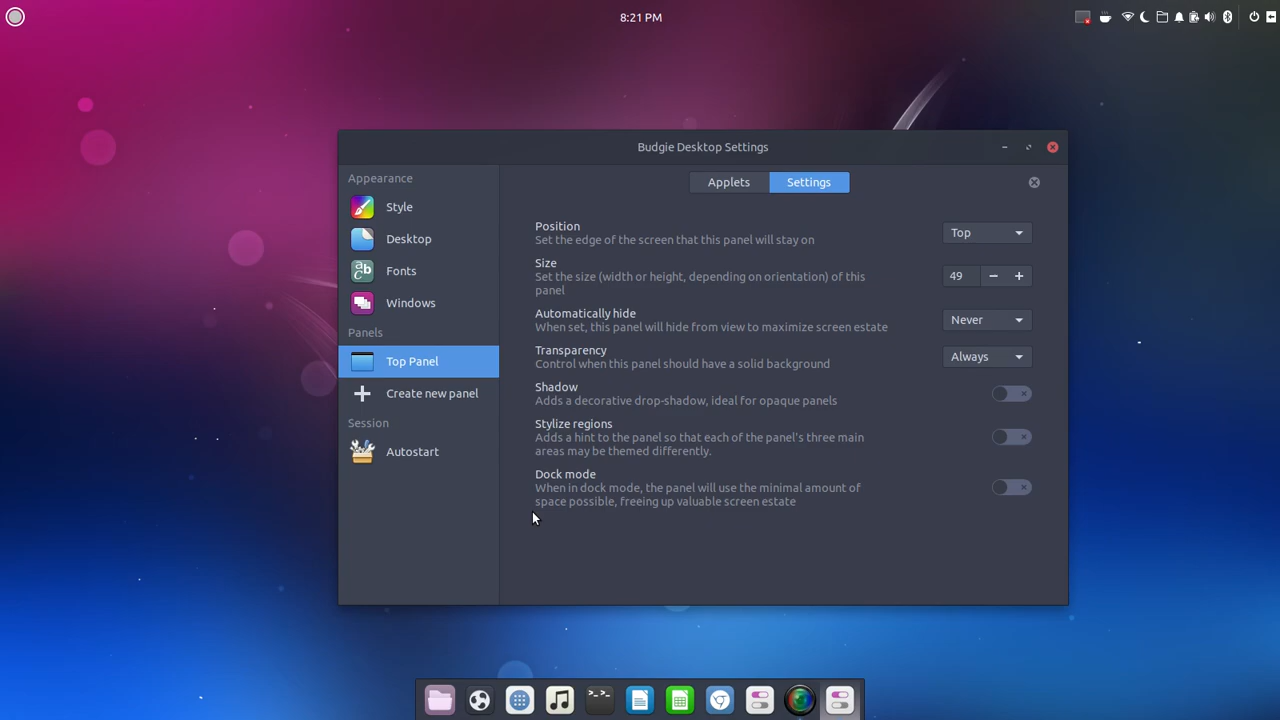 8:21 PM
Budgie Desktop Settings
Appearance
Style
Desktop
Fonts
Windows
Panels
Top Panel
Create new panel
Session
Autostart
Applets
Settings
Position
Set the edge of the screen that this panel will stay on
Top
Size
Set the size (width or height, depending on orientation) of this
panel
49
Automatically hide
When set, this panel will hide from view to maximize screen estate
Never
Transparency
Control when this panel should have a solid background
Always
Shadow
Adds a decorative drop-shadow, ideal for opaque panels
Stylize regions
Adds a hint to the panel so that each of the panel's three main
areas may be themed differently.
Dock mode
When in dock mode, the panel will use the minimal amount of
space possible, freeing up valuable screen estate